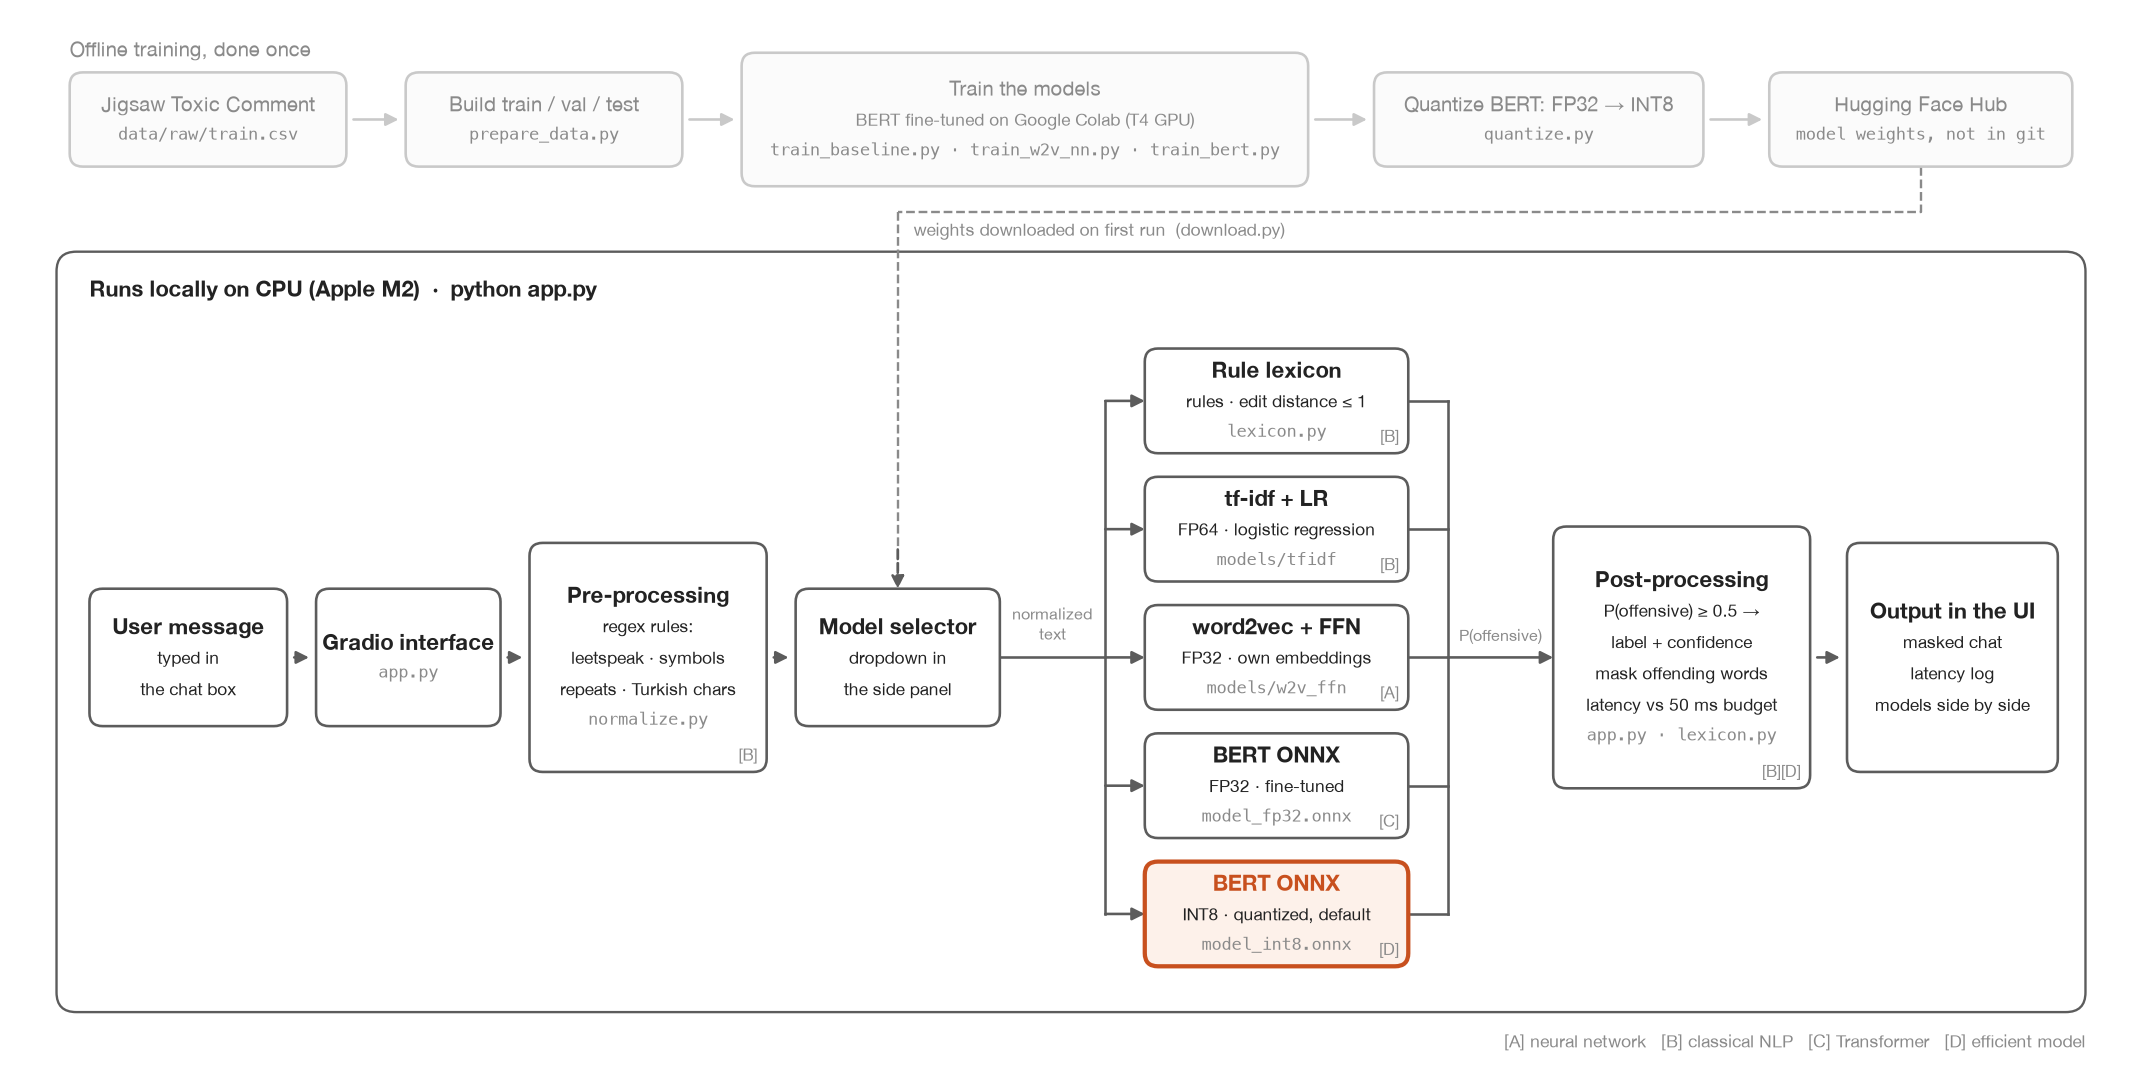 Offline training, done once
Jigsaw Toxic Comment
data/raw/train.csv
Build train / val / test
prepare_data.py
Train the models
BERT fine-tuned on Google Colab (T4 GPU)
train_baseline.py · train_w2v_nn.py · train_bert.py
Quantize BERT: FP32 → INT8
quantize.py
Hugging Face Hub
model weights, not in git
weights downloaded on first run (download.py)
Runs locally on CPU (Apple M2) · python app.py
User message
typed in
the chat box
Gradio interface
app.py
Pre-processing
regex rules:
leetspeak · symbols
repeats · Turkish chars
normalize.py
[B]
Model selector
dropdown in
the side panel
normalized
text
Rule lexicon
rules · edit distance ≤ 1
lexicon.py
[B]
tf-idf + LR
FP64 · logistic regression
models/tfidf
[B]
word2vec + FFN
FP32 · own embeddings
models/w2v_ffn
[A]
BERT ONNX
FP32 · fine-tuned
model_fp32.onnx
[C]
BERT ONNX
INT8 · quantized, default
model_int8.onnx
[D]
P(offensive)
Post-processing
P(offensive) ≥ 0.5 →
label + confidence
mask offending words
latency vs 50 ms budget
app.py · lexicon.py
[B][D]
Output in the UI
masked chat
latency log
models side by side
[A] neural network [B] classical NLP [C] Transformer [D] efficient model